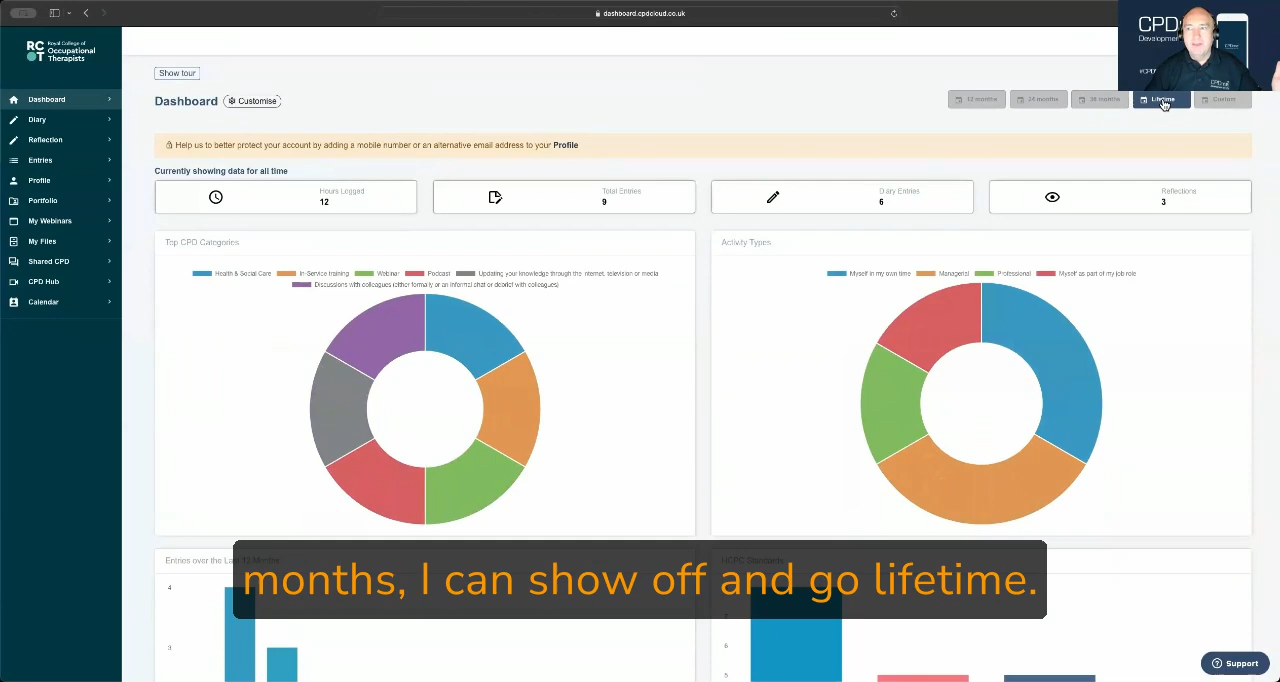 dashboard.cpdcloud.co.uk
CPD
Developmen
#CPD
RC
OT
Royal College of
Occupational
Therapists
Show tour
Dashboard
Customise
12 months
24 months
36 months
Lifetime
Custom
Dashboard
Diary
Reflection
Entries
Profile
Portfolio
My Webinars
My Files
Shared CPD
CPD Hub
Calendar
Help us to better protect your account by adding a mobile number or an alternative email address to your Profile
Currently showing data for all time
Hours Logged
12
Total Entries
9
Diary Entries
6
Reflections
3
Top CPD Categories
Health & Social Care
In-Service training
Webinar
Podcast
Updating your knowledge through the internet, television or media
Discussions with colleagues (either formally or an informal chat or debrief with colleagues)
Activity Types
Myself in my own time
Managerial
Professional
Myself as part of my job role
Entries over the Last 12 Months
4
3
HCPC Standards
7
6
5
months, I can show off and go lifetime.
Support